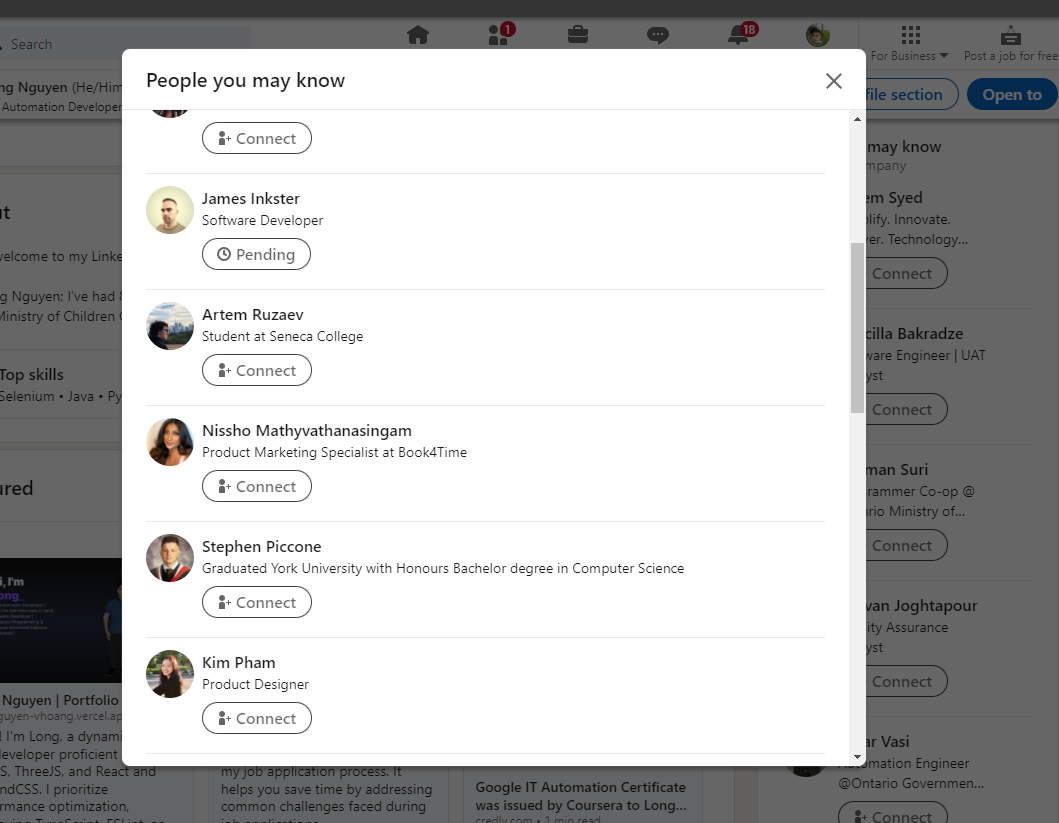 Search
1
18
For Business
Post a job for free
ng Nguyen (He/Him
Automation Developer
file section
Open to
People you may know
Connect
James Inkster
Software Developer
Pending
Artem Ruzaev
Student at Seneca College
Connect
Nissho Mathyvathanasingam
Product Marketing Specialist at Book4Time
Connect
Stephen Piccone
Graduated York University with Honours Bachelor degree in Computer Science
Connect
Kim Pham
Product Designer
Connect
ut
elcome to my Linke
g Nguyen; I've had
Ministry of Children
Top skills
Selenium • Java • Py
ured
i, I'm
ong_
Nguyen | Portfolio
guyen-vhoang.vercel.ap
! I'm Long, a dynami
developer proficient
S, ThreeJS, and React and
ndCSS. I prioritize
rmance optimization,
my job application process. It
helps you save time by addressing
common challenges faced during
Google IT Automation Certificate
was issued by Coursera to Long...
credly.com • 1 min read
may know
mpany
em Syed
plify. Innovate.
ver. Technology...
Connect
cilla Bakradze
ware Engineer | UAT
yst
Connect
man Suri
rammer Co-op @
ario Ministry of...
Connect
van Joghtapour
ity Assurance
yst
Connect
ar Vasi
Automation Engineer
@Ontario Governmen...
Connect